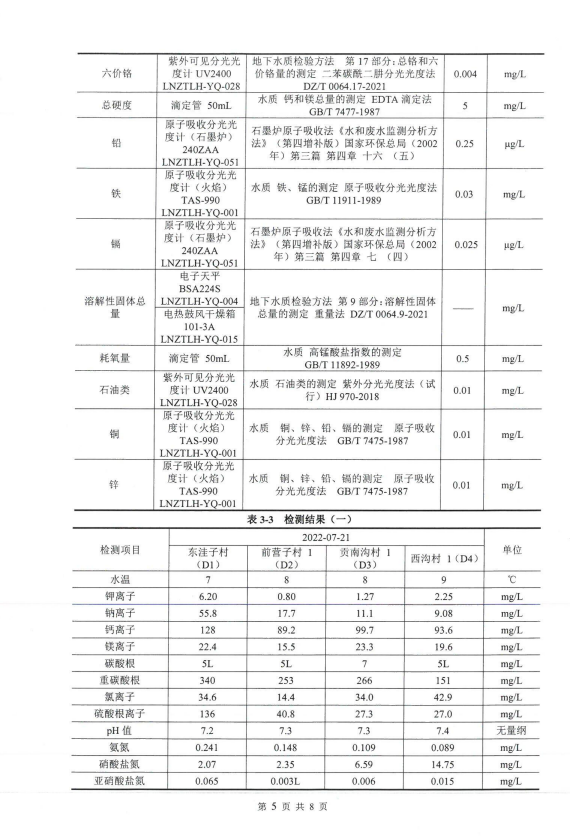 六价铬
紫外可见分光光
度计 UV2400
LNZTLH-YQ-028
地下水质检验方法 第 17 部分:总铬和六
价铬量的测定 二苯碳酰二肼分光光度法
DZ/T 0064.17-2021
0.004
mg/L
总硬度
滴定管 50mL
水质 钙和镁总量的测定 EDTA 滴定法
GB/T 7477-1987
5
mg/L
铅
原子吸收分光光
度计（石墨炉）
240ZAA
LNZTLH-YQ-051
石墨炉原子吸收法《水和废水监测分析方
法》（第四增补版）国家环保总局（2002
年）第三篇 第四章 十六 （五）
0.25
μg/L
铁
原子吸收分光光
度计（火焰）
TAS-990
LNZTLH-YQ-001
水质 铁、锰的测定 原子吸收分光光度法
GB/T 11911-1989
0.03
mg/L
镉
原子吸收分光光
度计（石墨炉）
240ZAA
LNZTLH-YQ-051
石墨炉原子吸收法《水和废水监测分析方
法》（第四增补版）国家环保总局（2002
年）第三篇 第四章 七 （四）
0.025
μg/L
溶解性固体总
量
电子天平
BSA224S
LNZTLH-YQ-004
电热鼓风干燥箱
101-3A
LNZTLH-YQ-015
地下水质检验方法 第 9 部分:溶解性固体
总量的测定 重量法 DZ/T 0064.9-2021
——
mg/L
耗氧量
滴定管 50mL
水质 高锰酸盐指数的测定
GB/T 11892-1989
0.5
mg/L
石油类
紫外可见分光光
度计 UV2400
LNZTLH-YQ-028
水质 石油类的测定 紫外分光光度法（试
行）HJ 970-2018
0.01
mg/L
铜
原子吸收分光光
度计（火焰）
TAS-990
LNZTLH-YQ-001
水质 铜、锌、铅、镉的测定 原子吸收
分光光度法 GB/T 7475-1987
0.01
mg/L
锌
原子吸收分光光
度计（火焰）
TAS-990
LNZTLH-YQ-001
水质 铜、锌、铅、镉的测定 原子吸收
分光光度法 GB/T 7475-1987
0.01
mg/L
表 3-3 检测结果（一）
检测项目
2022-07-21
单位
东洼子村
（D1）
前营子村 1
（D2）
贡南沟村 1
（D3）
西沟村 1（D4）
水温 7 8 8 9 ℃
钾离子 6.20 0.80 1.27 2.25 mg/L
钠离子 55.8 17.7 11.1 9.08 mg/L
钙离子 128 89.2 99.7 93.6 mg/L
镁离子 22.4 15.5 23.3 19.6 mg/L
碳酸根 5L 5L 7 5L mg/L
重碳酸根 340 253 266 151 mg/L
氯离子 34.6 14.4 34.0 42.9 mg/L
硫酸根离子 136 40.8 27.3 27.0 mg/L
pH 值 7.2 7.3 7.3 7.4 无量纲
氨氮 0.241 0.148 0.109 0.089 mg/L
硝酸盐氮 2.07 2.35 6.59 14.75 mg/L
亚硝酸盐氮 0.065 0.003L 0.006 0.015 mg/L
第 5 页 共 8 页